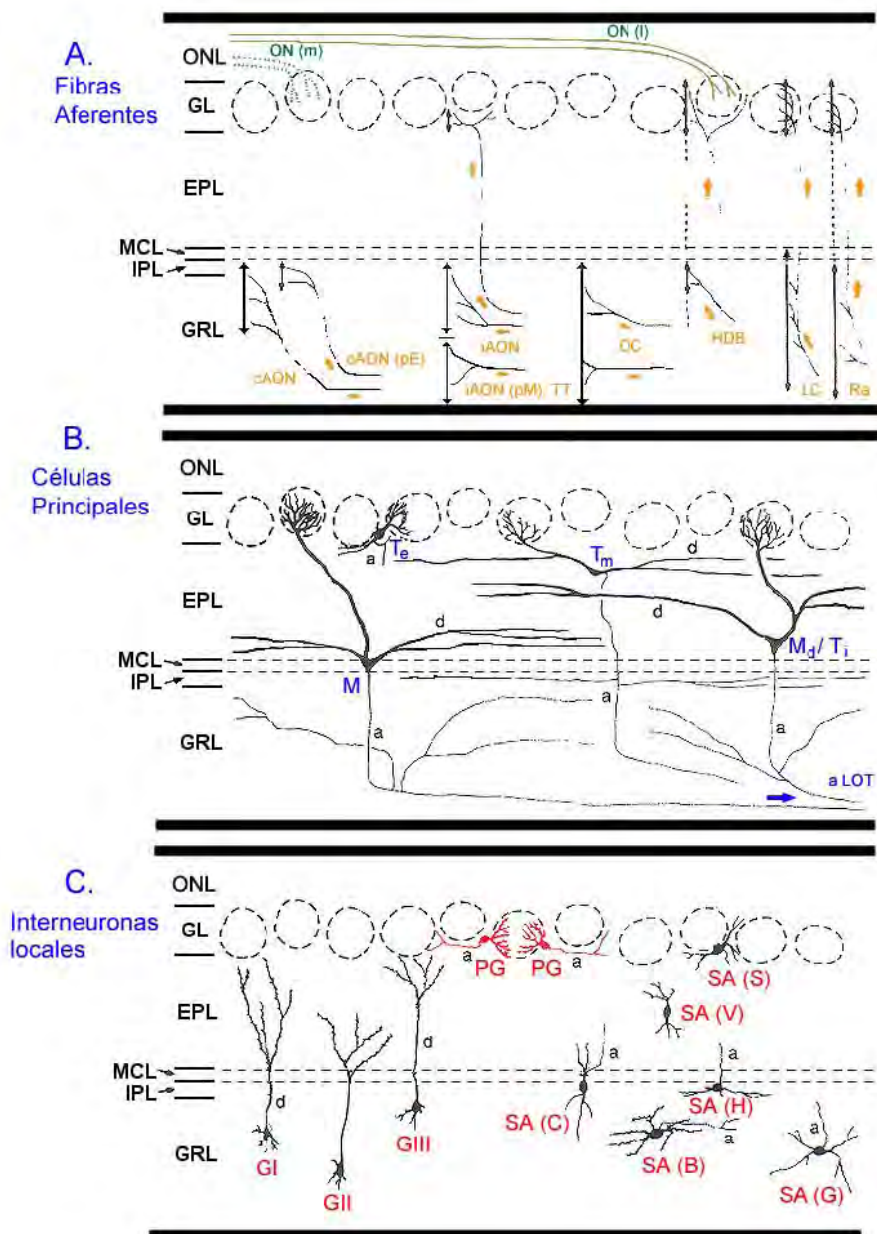 A.
Fibras
Aferentes
ONL
GL
EPL
MCL
IPL
GRL
ON (m)
ON (l)
cAON
oAON (pE)
iAON
iAON (pM), TT
OC
HDB
LC
Ra
B.
Células
Principales
ONL
GL
EPL
MCL
IPL
GRL
a
Te
Tm
d
d
d
Md / Ti
M
a
a
a
a LOT
C.
Interneuronas
locales
ONL
GL
EPL
MCL
IPL
GRL
a
PG
PG
a
SA (S)
SA (V)
d
d
a
a
SA (C)
SA (H)
GI
GII
GIII
SA (B)
a
a
SA (G)